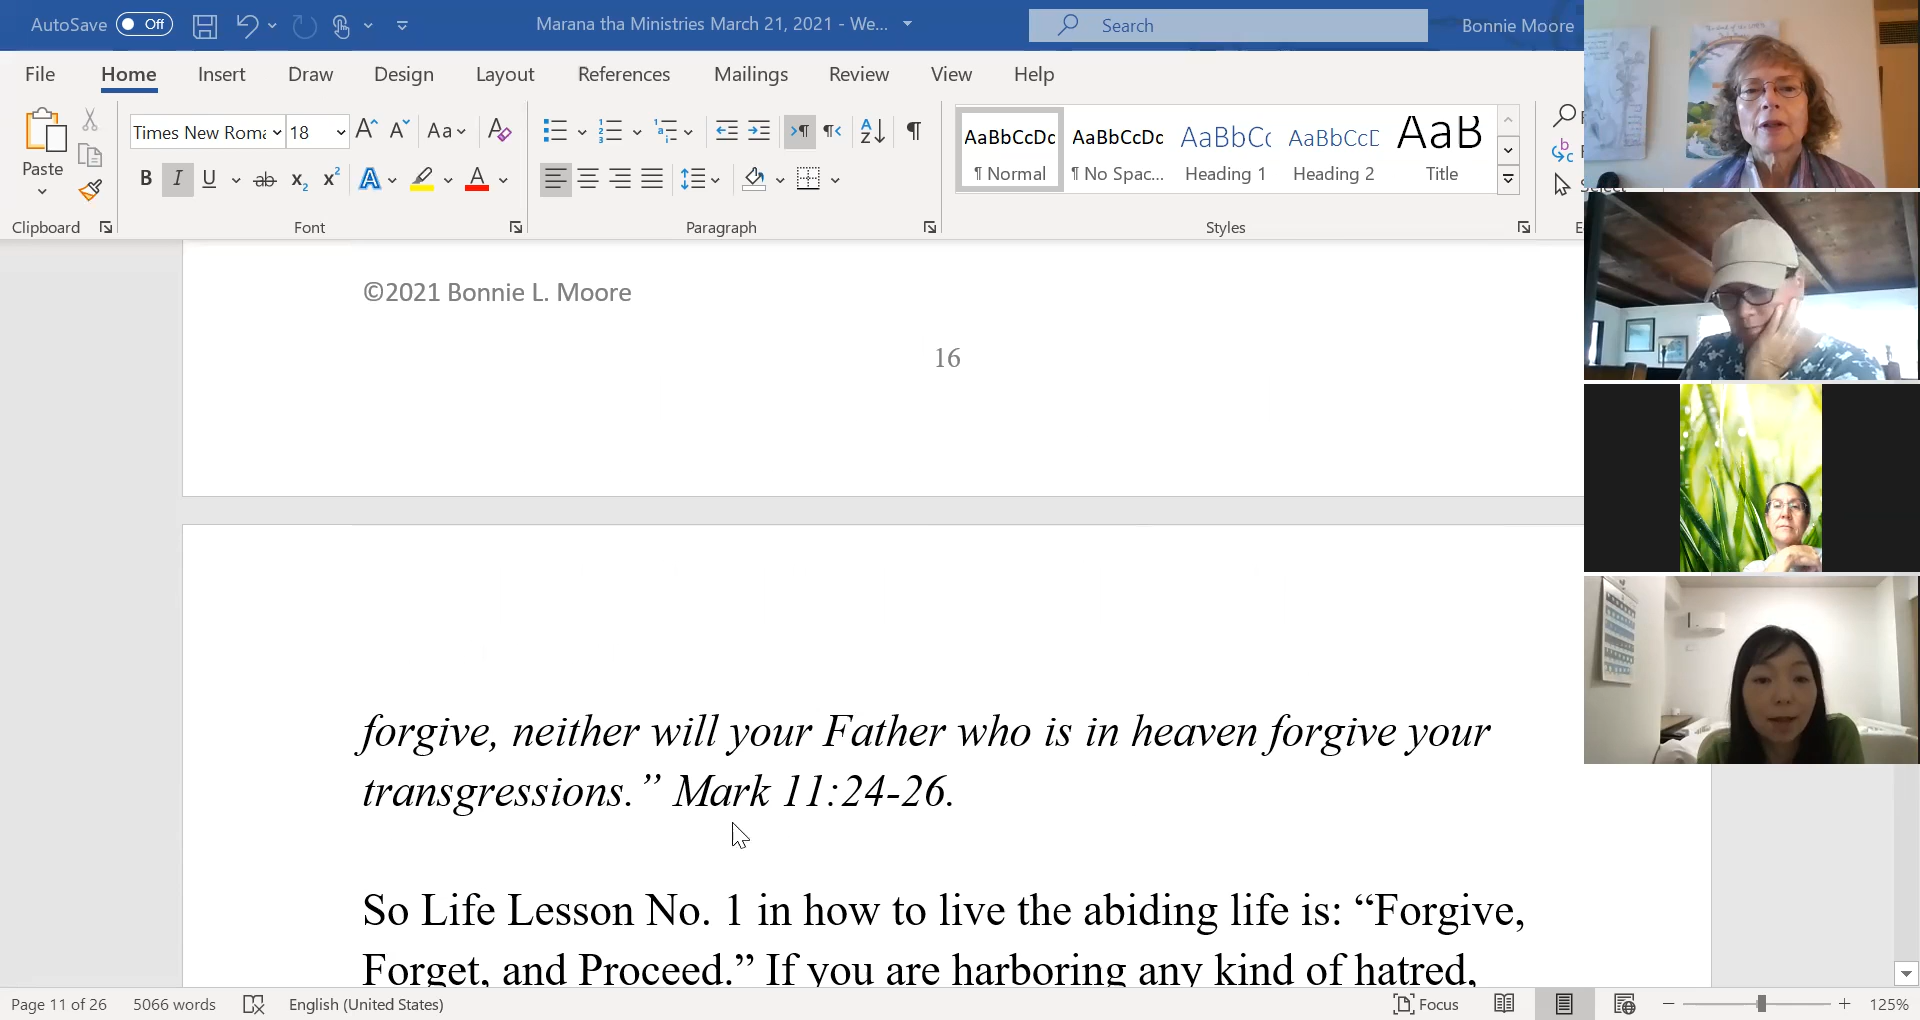 AutoSave Off Marana tha Ministries March 21, 2021 - We... Search Bonnie Moore
File Home Insert Draw Design Layout References Mailings Review View Help
Paste
Times New Roma 18
AaBbCcDc AaBbCcDc AaBbCc AaBbCcD AaB
¶ Normal ¶ No Spac... Heading 1 Heading 2 Title
Clipboard Font Paragraph Styles
©2021 Bonnie L. Moore
16
forgive, neither will your Father who is in heaven forgive your
transgressions.” Mark 11:24-26.
So Life Lesson No. 1 in how to live the abiding life is: “Forgive,
Forget, and Proceed.” If you are harboring any kind of hatred,
Page 11 of 26 5066 words English (United States) Focus 125%